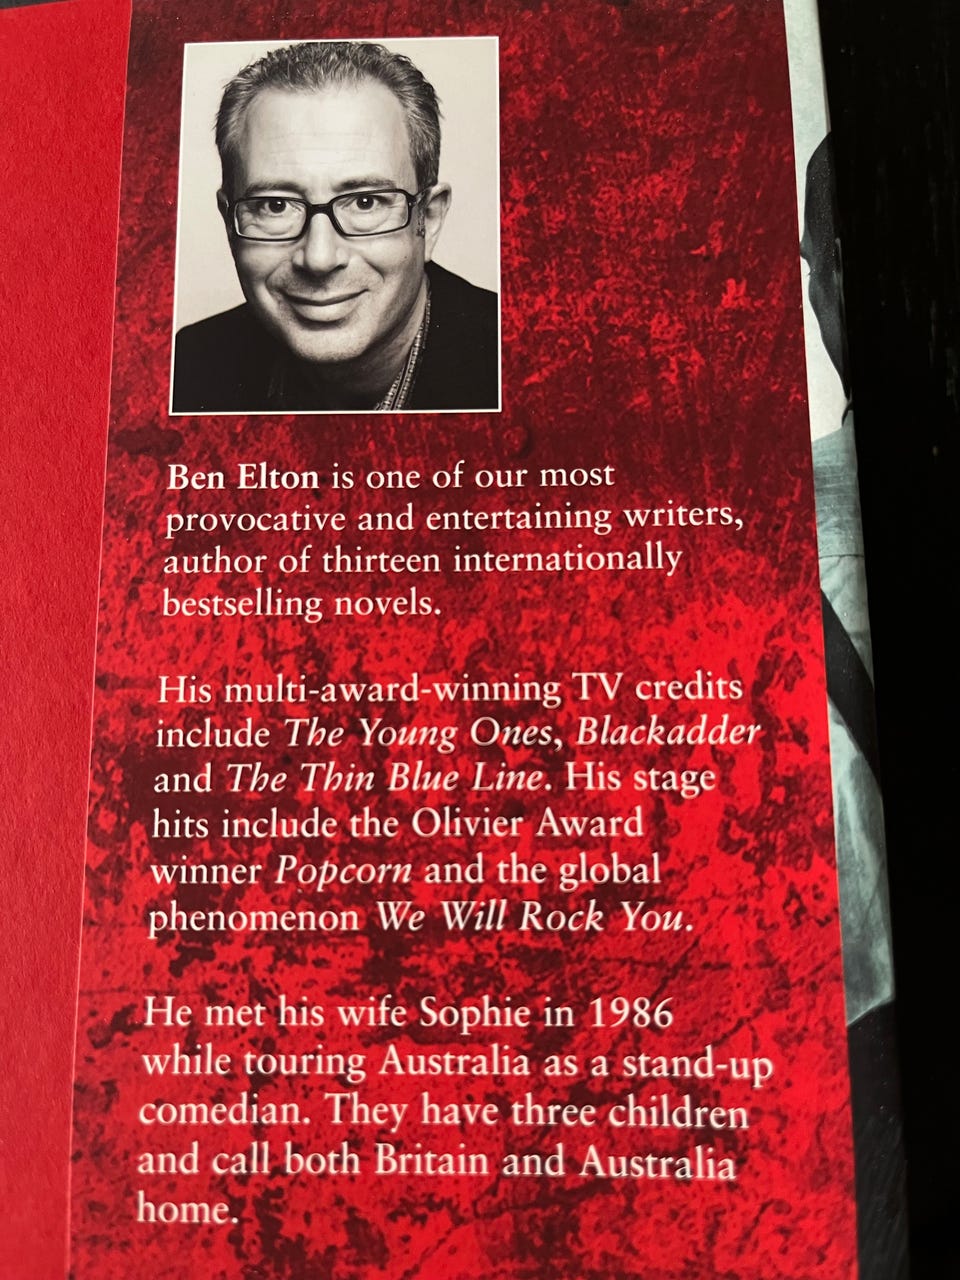 Ben Elton is one of our most
provocative and entertaining writers,
author of thirteen internationally
bestselling novels.
His multi-award-winning TV credits
include The Young Ones, Blackadder
and The Thin Blue Line. His stage
hits include the Olivier Award
winner Popcorn and the global
phenomenon We Will Rock You.
He met his wife Sophie in 1986
while touring Australia as a stand-up
comedian. They have three children
and call both Britain and Australia
home.